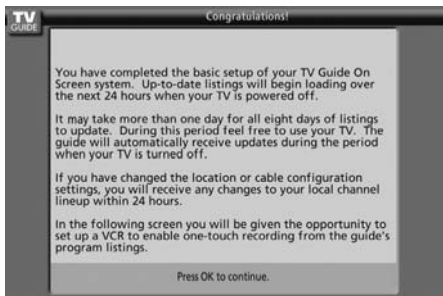 TV
GUIDE
Congratulations!
You have completed the basic setup of your TV Guide On
Screen system. Up-to-date listings will begin loading over
the next 24 hours when your TV is powered off.
It may take more than one day for all eight days of listings
to update. During this period feel free to use your TV. The
guide will automatically receive updates during the period
when your TV is turned off.
If you have changed the location or cable configuration
settings, you will receive any changes to your local channel
lineup within 24 hours.
In the following screen you will be given the opportunity to
set up a VCR to enable one-touch recording from the guide's
program listings.
Press OK to continue.